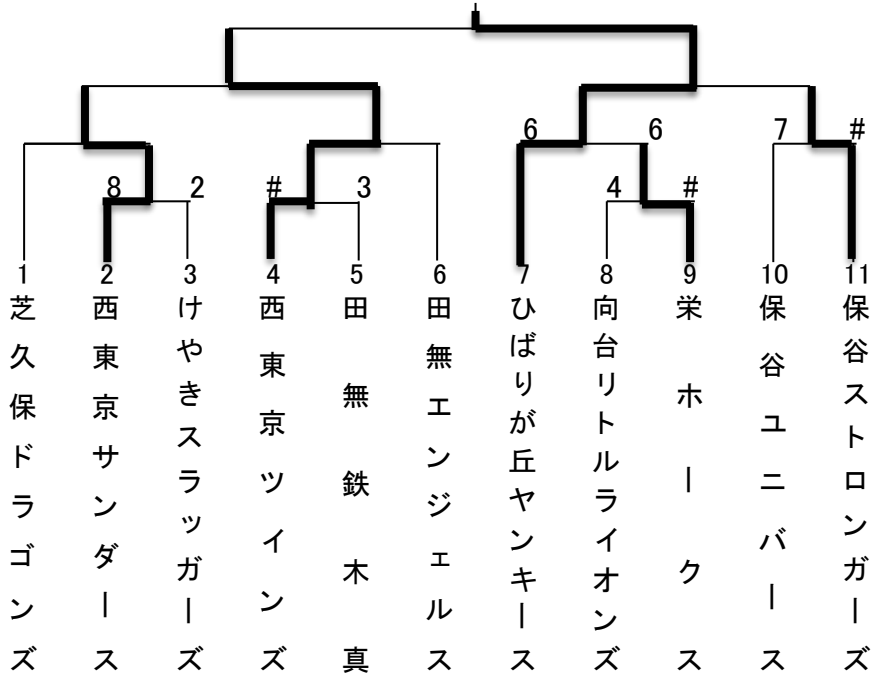 6 6 7 #
8 2 # 3 4 #
1 2 3 4 5 6 7 8 9 10 11
芝久保ドラゴンズ
西東京サンダース
けやきスラッガーズ
西東京ツインズ
田無鉄木真
田無エンジェルス
ひばりが丘ヤンキース
向台リトルライオンズ
栄ホークス
保谷ユニバース
保谷ストロンガーズ